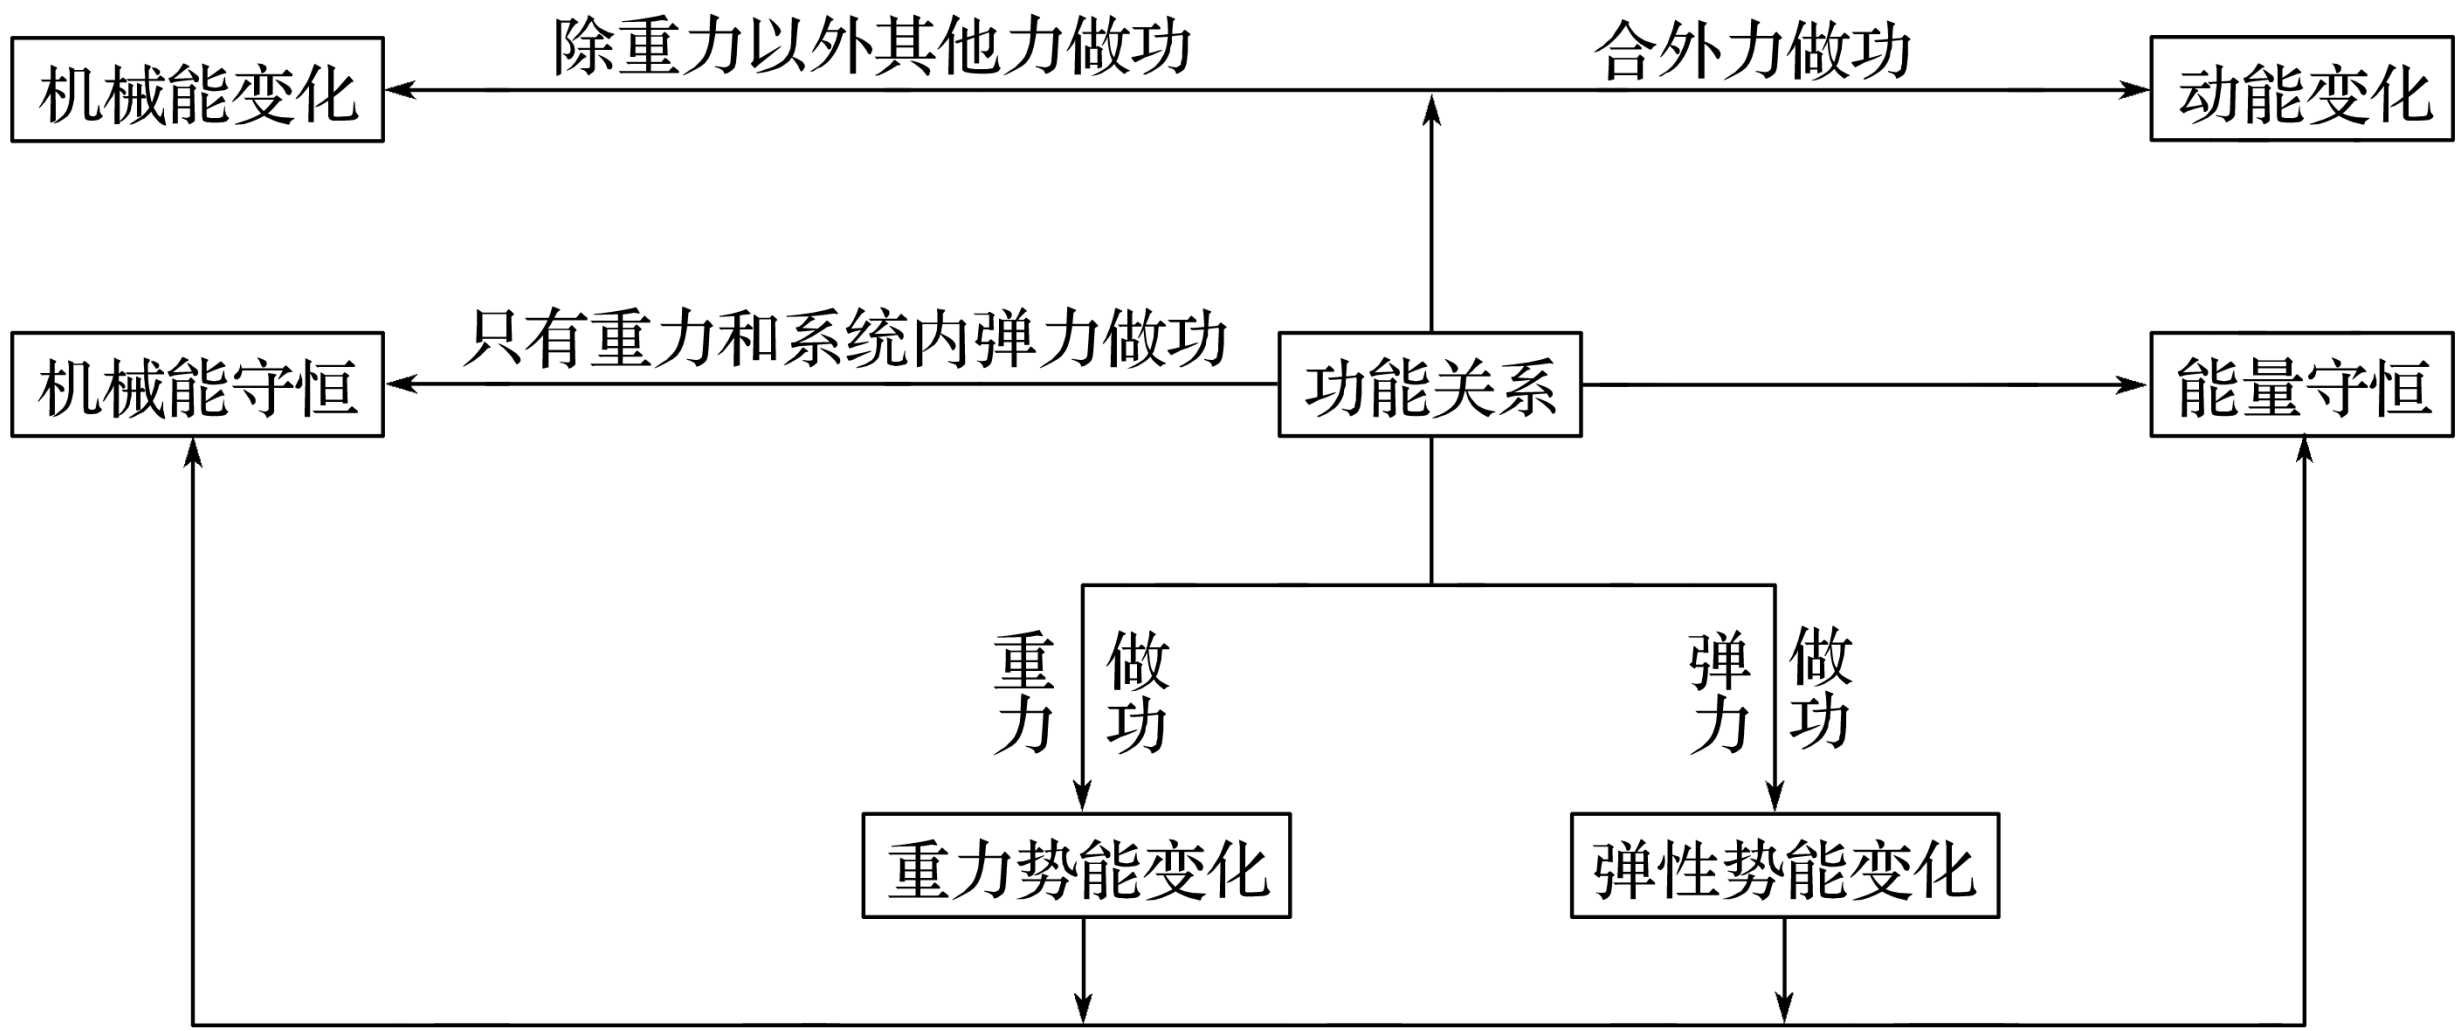 除重力以外其他力做功
合外力做功
机械能变化
动能变化
只有重力和系统内弹力做功
机械能守恒
功能关系
能量守恒
重力
做功
弹力
做功
重力势能变化
弹性势能变化